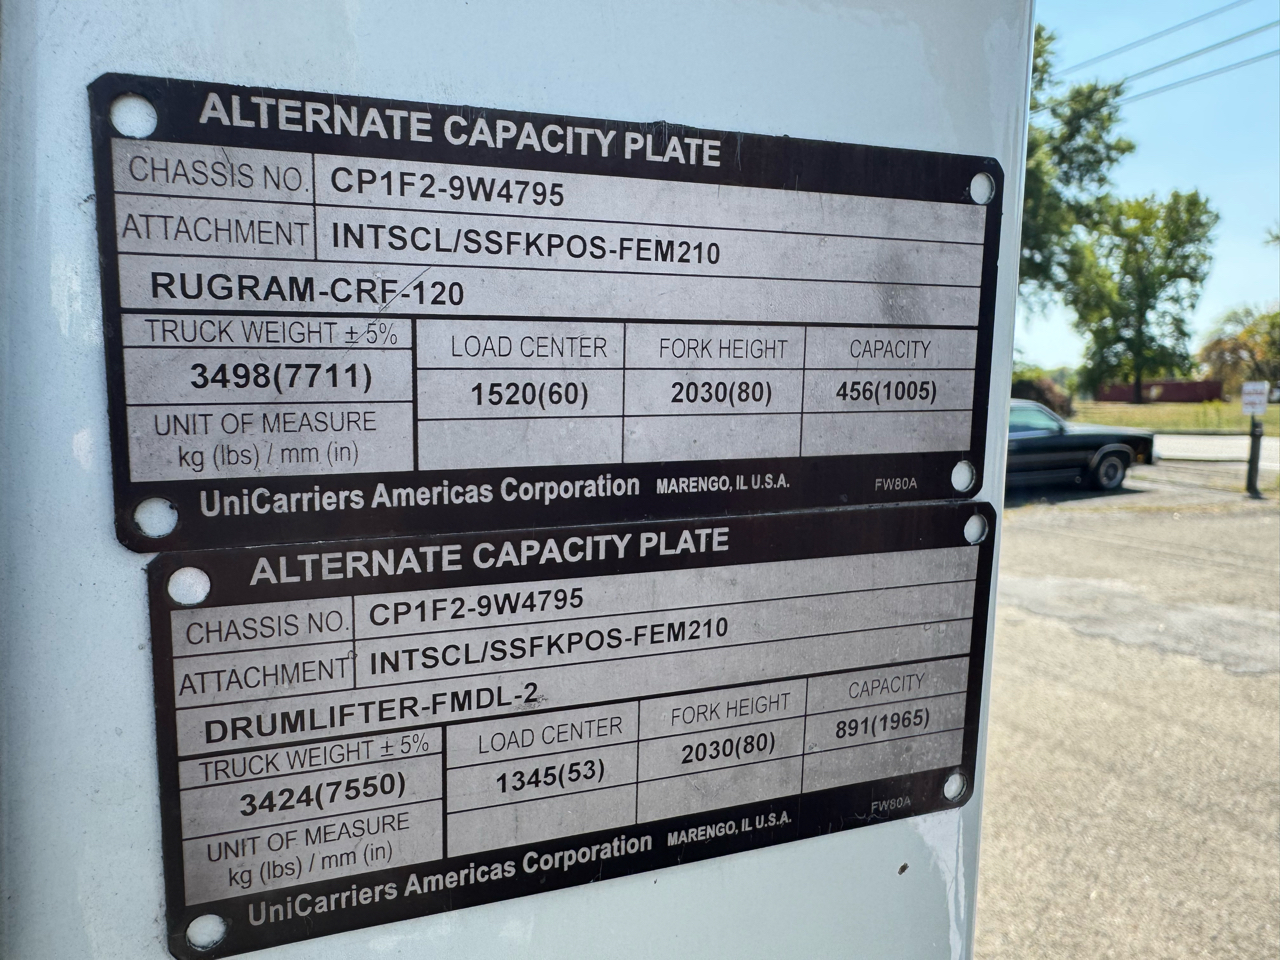 ALTERNATE CAPACITY PLATE
CHASSIS NO. CP1F2-9W4795
ATTACHMENT INTSCL/SSFKPOS-FEM210
RUGRAM-CRF-120
TRUCK WEIGHT ± 5% LOAD CENTER FORK HEIGHT CAPACITY
3498(7711) 1520(60) 2030(80) 456(1005)
UNIT OF MEASURE
kg (lbs) / mm (in)
UniCarriers Americas Corporation MARENGO, IL U.S.A. FW80A
ALTERNATE CAPACITY PLATE
CHASSIS NO. CP1F2-9W4795
ATTACHMENT INTSCL/SSFKPOS-FEM210
DRUMLIFTER-FMDL-2
TRUCK WEIGHT ± 5% LOAD CENTER FORK HEIGHT CAPACITY
3424(7550) 1345(53) 2030(80) 891(1965)
UNIT OF MEASURE
kg (lbs) / mm (in)
UniCarriers Americas Corporation MARENGO, IL U.S.A. FW80A